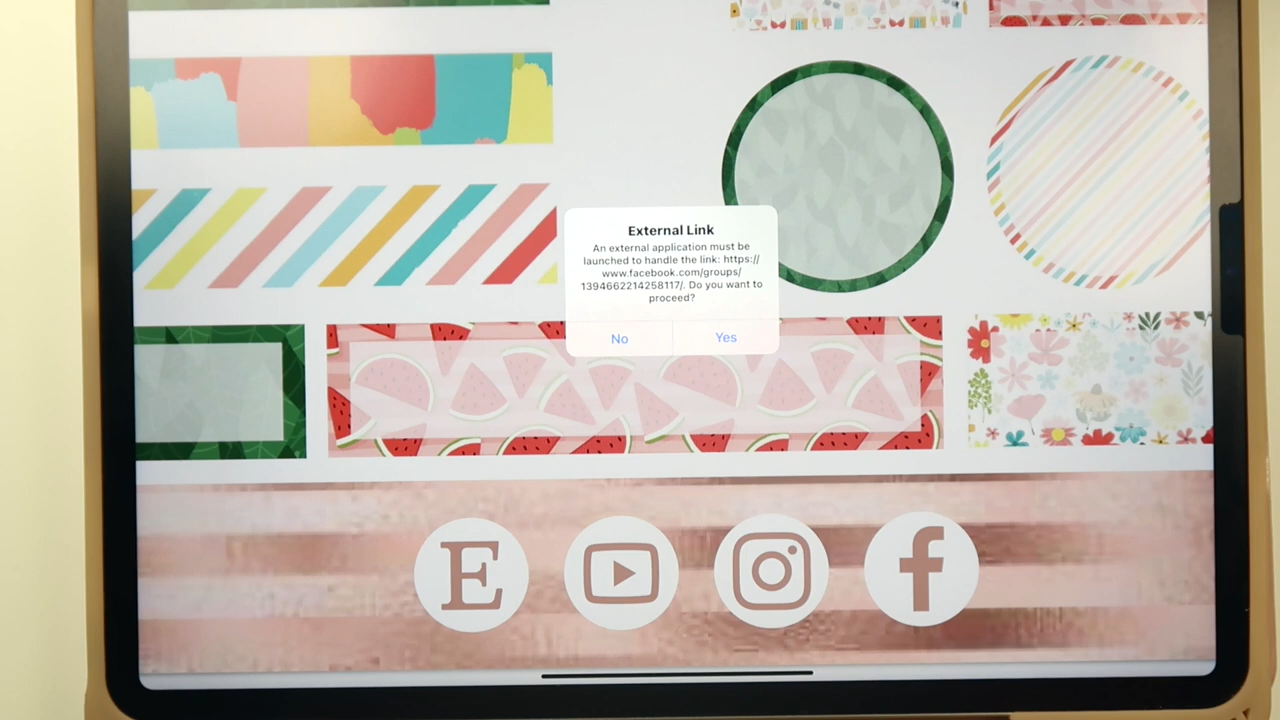 External Link
An external application must be
launched to handle the link: https://
www.facebook.com/groups/
1394662214258117/. Do you want to
proceed?
No
Yes
E
f